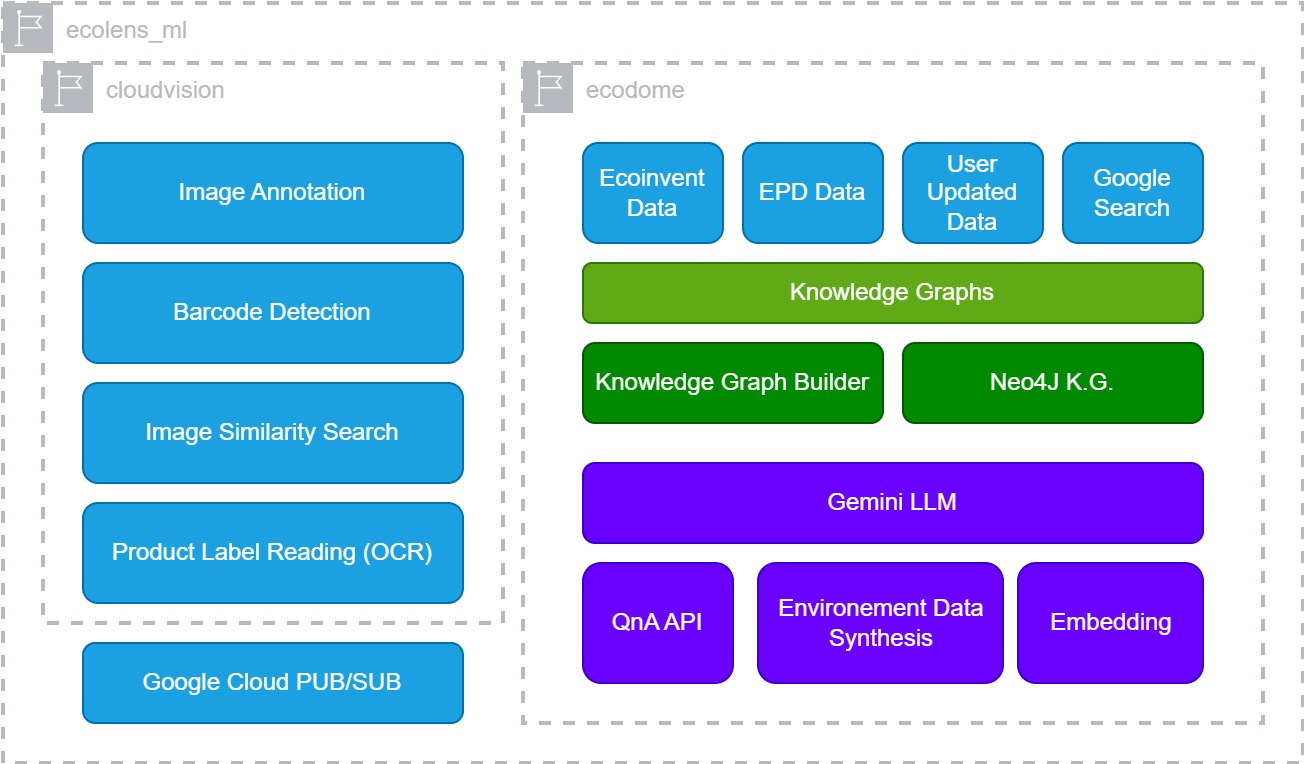 ecolens_ml
cloudvision
Image Annotation
Barcode Detection
Image Similarity Search
Product Label Reading (OCR)
Google Cloud PUB/SUB
ecodome
Ecoinvent
Data
EPD Data
User
Updated
Data
Google
Search
Knowledge Graphs
Knowledge Graph Builder
Neo4J K.G.
Gemini LLM
QnA API
Environement Data
Synthesis
Embedding